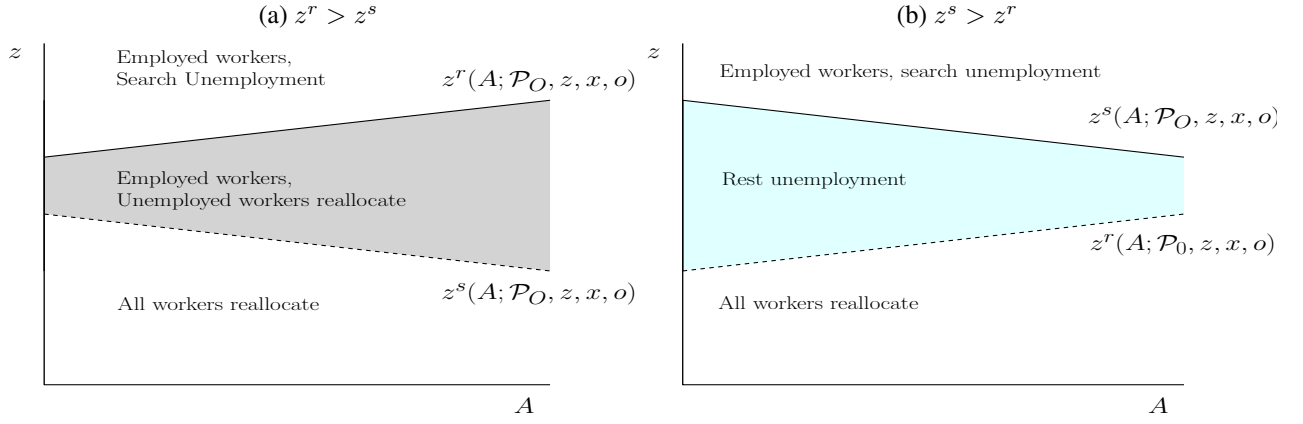 (a) z^r > z^s
z
Employed workers,
Search Unemployment
z^r(A; 𝒫_O, z, x, o)
Employed workers,
Unemployed workers reallocate
z^s(A; 𝒫_O, z, x, o)
All workers reallocate
A
(b) z^s > z^r
z
Employed workers, search unemployment
z^s(A; 𝒫_O, z, x, o)
Rest unemployment
z^r(A; 𝒫_0, z, x, o)
All workers reallocate
A